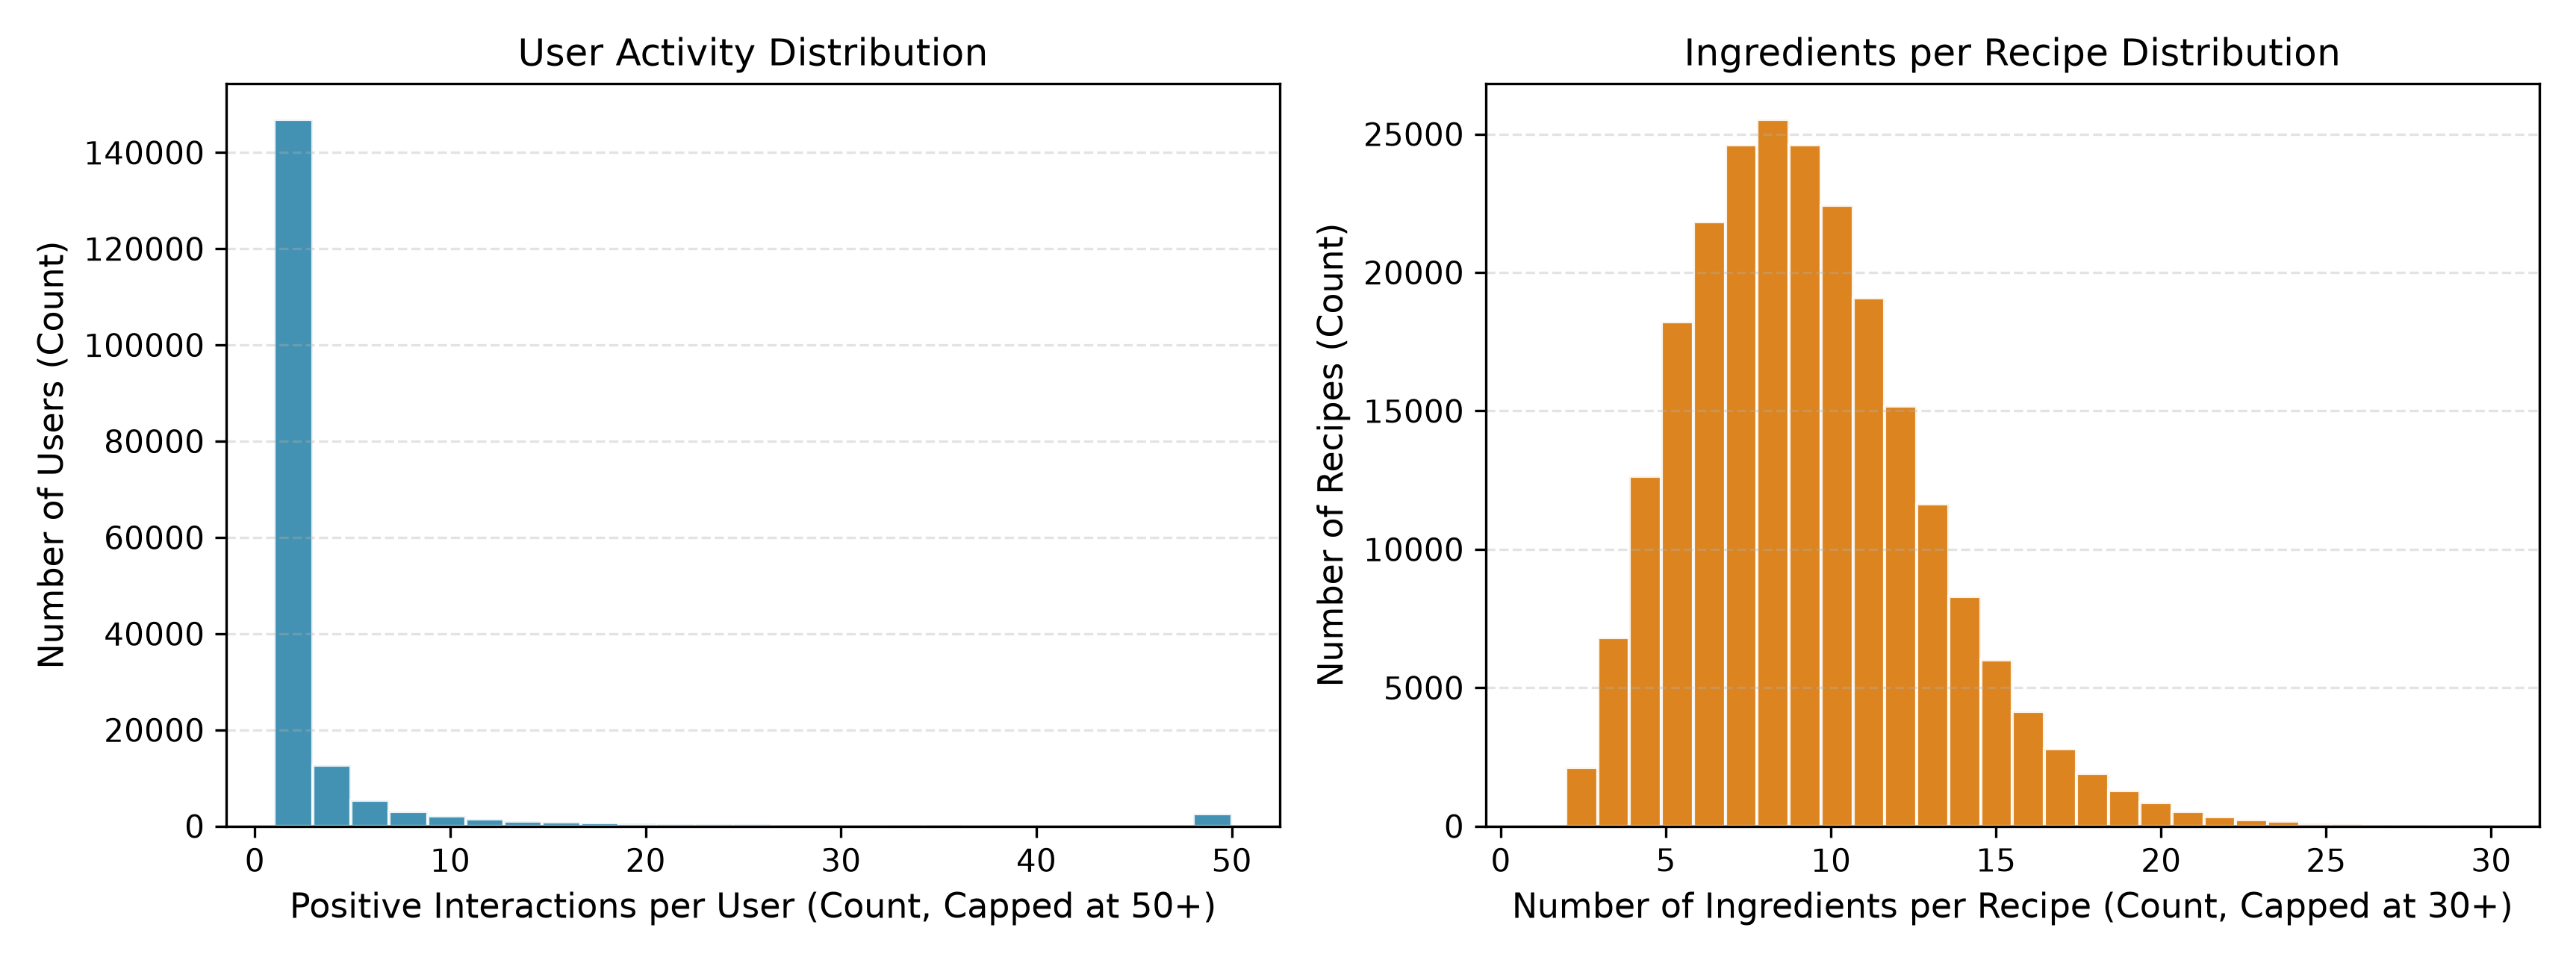 User Activity Distribution
140000
120000
100000
80000
60000
40000
20000
0
Number of Users (Count)
0 10 20 30 40 50
Positive Interactions per User (Count, Capped at 50+)
Ingredients per Recipe Distribution
25000
20000
15000
10000
5000
0
Number of Recipes (Count)
0 5 10 15 20 25 30
Number of Ingredients per Recipe (Count, Capped at 30+)